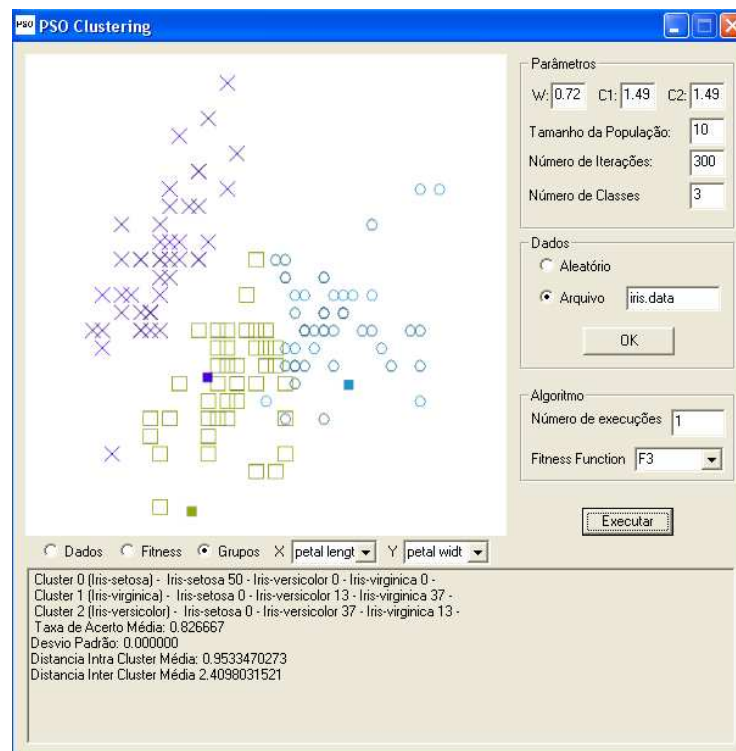 PSO PSO Clustering
Parâmetros
W: 0.72 C1: 1.49 C2: 1.49
Tamanho da População: 10
Número de Iterações: 300
Número de Classes 3
Dados
Aleatório
Arquivo iris.data
OK
Algoritmo
Número de execuções 1
Fitness Function F3
Executar
Dados Fitness Grupos X petal lengt Y petal widt
Cluster 0 (Iris-setosa) - Iris-setosa 50 - Iris-versicolor 0 - Iris-virginica 0 -
Cluster 1 (Iris-virginica) - Iris-setosa 0 - Iris-versicolor 13 - Iris-virginica 37 -
Cluster 2 (Iris-versicolor) - Iris-setosa 0 - Iris-versicolor 37 - Iris-virginica 13 -
Taxa de Acerto Média: 0.826667
Desvio Padrão: 0.000000
Distancia Intra Cluster Média: 0.9533470273
Distancia Inter Cluster Média 2.4098031521